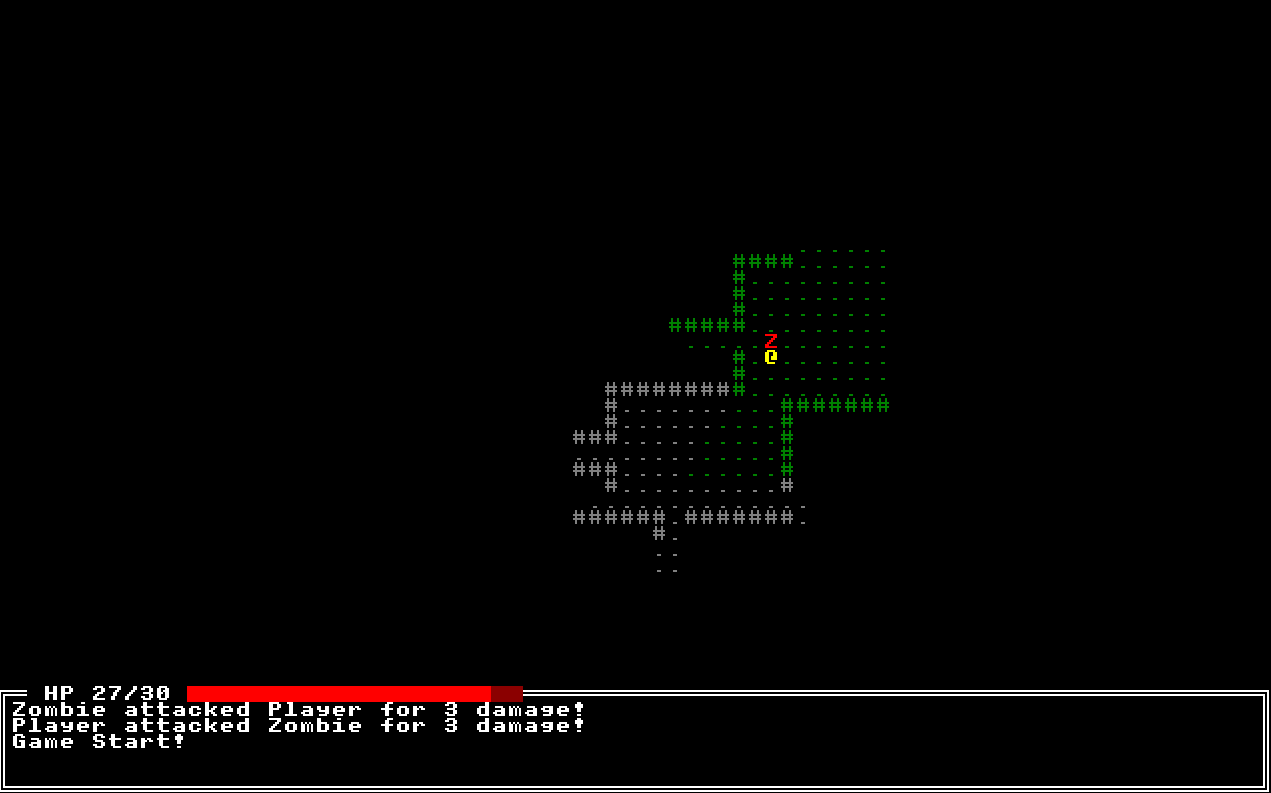 Z
@
HP 27/30
Zombie attacked Player for 3 damage!
Player attacked Zombie for 3 damage!
Game Start!